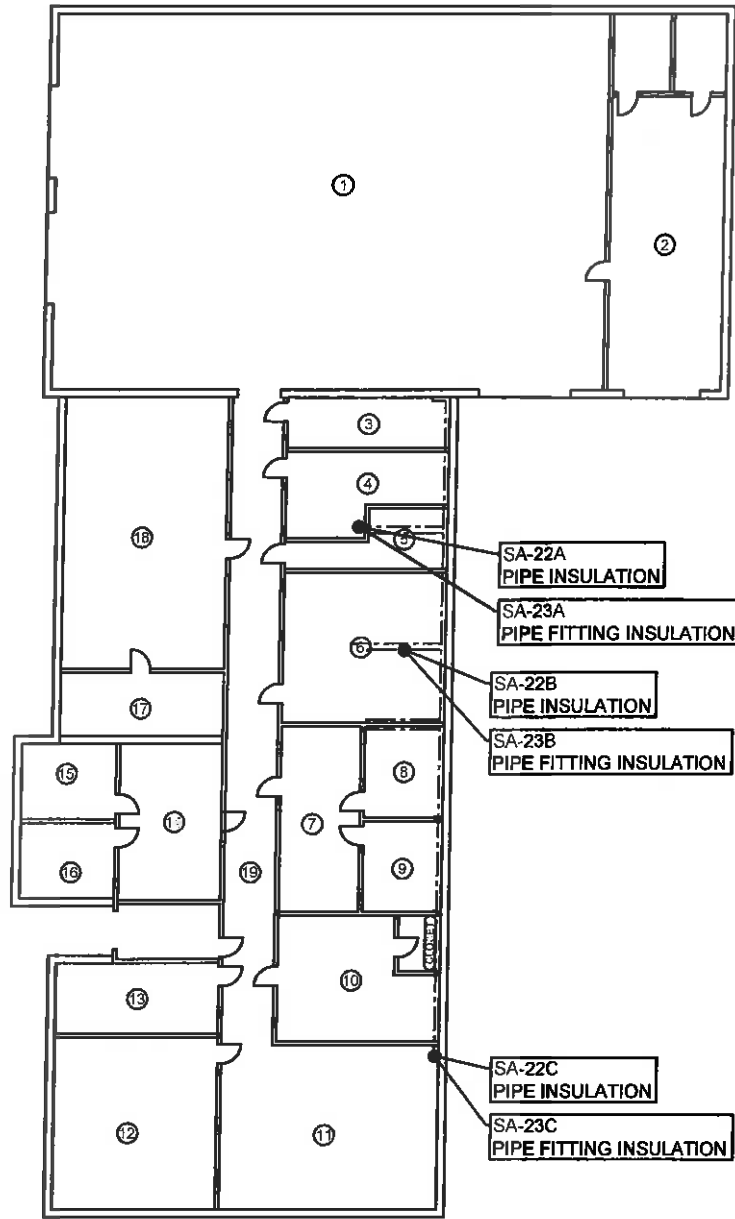 1
2
3
4
5
SA-22A
PIPE INSULATION
18
SA-23A
PIPE FITTING INSULATION
6
SA-22B
PIPE INSULATION
17
SA-23B
PIPE FITTING INSULATION
15
8
14
7
16
19
9
CLOSET
10
13
SA-22C
PIPE INSULATION
SA-23C
PIPE FITTING INSULATION
12
11